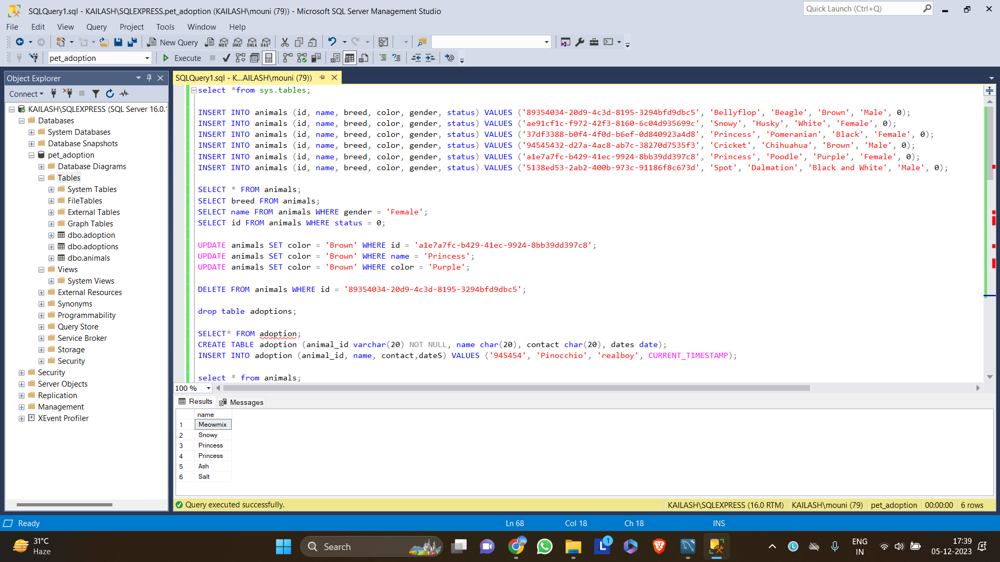 SQLQuery1.sql - KAILASH\SQLEXPRESS.pet_adoption (KAILASH\mouni (79)) - Microsoft SQL Server Management Studio
Quick Launch (Ctrl+Q)
File Edit View Query Project Tools Window Help
New Query MDX DMX XMLA DAX
pet_adoption Execute
Object Explorer
Connect
KAILASH\SQLEXPRESS (SQL Server 16.0.1
Databases
System Databases
Database Snapshots
pet_adoption
Database Diagrams
Tables
System Tables
FileTables
External Tables
Graph Tables
dbo.adoption
dbo.adoptions
dbo.animals
Views
System Views
External Resources
Synonyms
Programmability
Query Store
Service Broker
Storage
Security
Security
Server Objects
Replication
Management
XEvent Profiler
SQLQuery1.sql - K...AILASH\mouni (79))
select *from sys.tables;
INSERT INTO animals (id, name, breed, color, gender, status) VALUES ('89354034-20d9-4c3d-8195-3294bfd9dbc5', 'Bellyflop', 'Beagle', 'Brown', 'Male', 0);
INSERT INTO animals (id, name, breed, color, gender, status) VALUES ('ae91cf1c-f972-42f3-8160-6c04d935699c', 'Snowy', 'Husky', 'White', 'Female', 0);
INSERT INTO animals (id, name, breed, color, gender, status) VALUES ('37df3388-b0f4-4f0d-b6ef-0d840923a4d8', 'Princess', 'Pomeranian', 'Black', 'Female', 0);
INSERT INTO animals (id, name, breed, color, gender, status) VALUES ('94545432-d27a-4ac8-ab7c-38270d7535f3', 'Cricket', 'Chihuahua', 'Brown', 'Male', 0);
INSERT INTO animals (id, name, breed, color, gender, status) VALUES ('a1e7a7fc-b429-41ec-9924-8bb39dd397c8', 'Princess', 'Poodle', 'Purple', 'Female', 0);
INSERT INTO animals (id, name, breed, color, gender, status) VALUES ('5138ed53-2ab2-400b-973c-91186f8c673d', 'Spot', 'Dalmation', 'Black and White', 'Male', 0);
SELECT * FROM animals;
SELECT breed FROM animals;
SELECT name FROM animals WHERE gender = 'Female';
SELECT id FROM animals WHERE status = 0;
UPDATE animals SET color = 'Brown' WHERE id = 'a1e7a7fc-b429-41ec-9924-8bb39dd397c8';
UPDATE animals SET color = 'Brown' WHERE name = 'Princess';
UPDATE animals SET color = 'Brown' WHERE color = 'Purple';
DELETE FROM animals WHERE id = '89354034-20d9-4c3d-8195-3294bfd9dbc5';
drop table adoptions;
SELECT* FROM adoption;
CREATE TABLE adoption (animal_id varchar(20) NOT NULL, name char(20), contact char(20), dates date);
INSERT INTO adoption (animal_id, name, contact,dateS) VALUES ('945454', 'Pinocchio', 'realboy', CURRENT_TIMESTAMP);
select * from animals;
100 %
Results Messages
name
1 Meowmix
2 Snowy
3 Princess
4 Princess
5 Ash
6 Salt
Query executed successfully. KAILASH\SQLEXPRESS (16.0 RTM) KAILASH\mouni (79) pet_adoption 00:00:00 6 rows
Ready Ln 68 Col 18 Ch 18 INS
31°C
Haze
Search
1
ENG
IN
17:39
05-12-2023